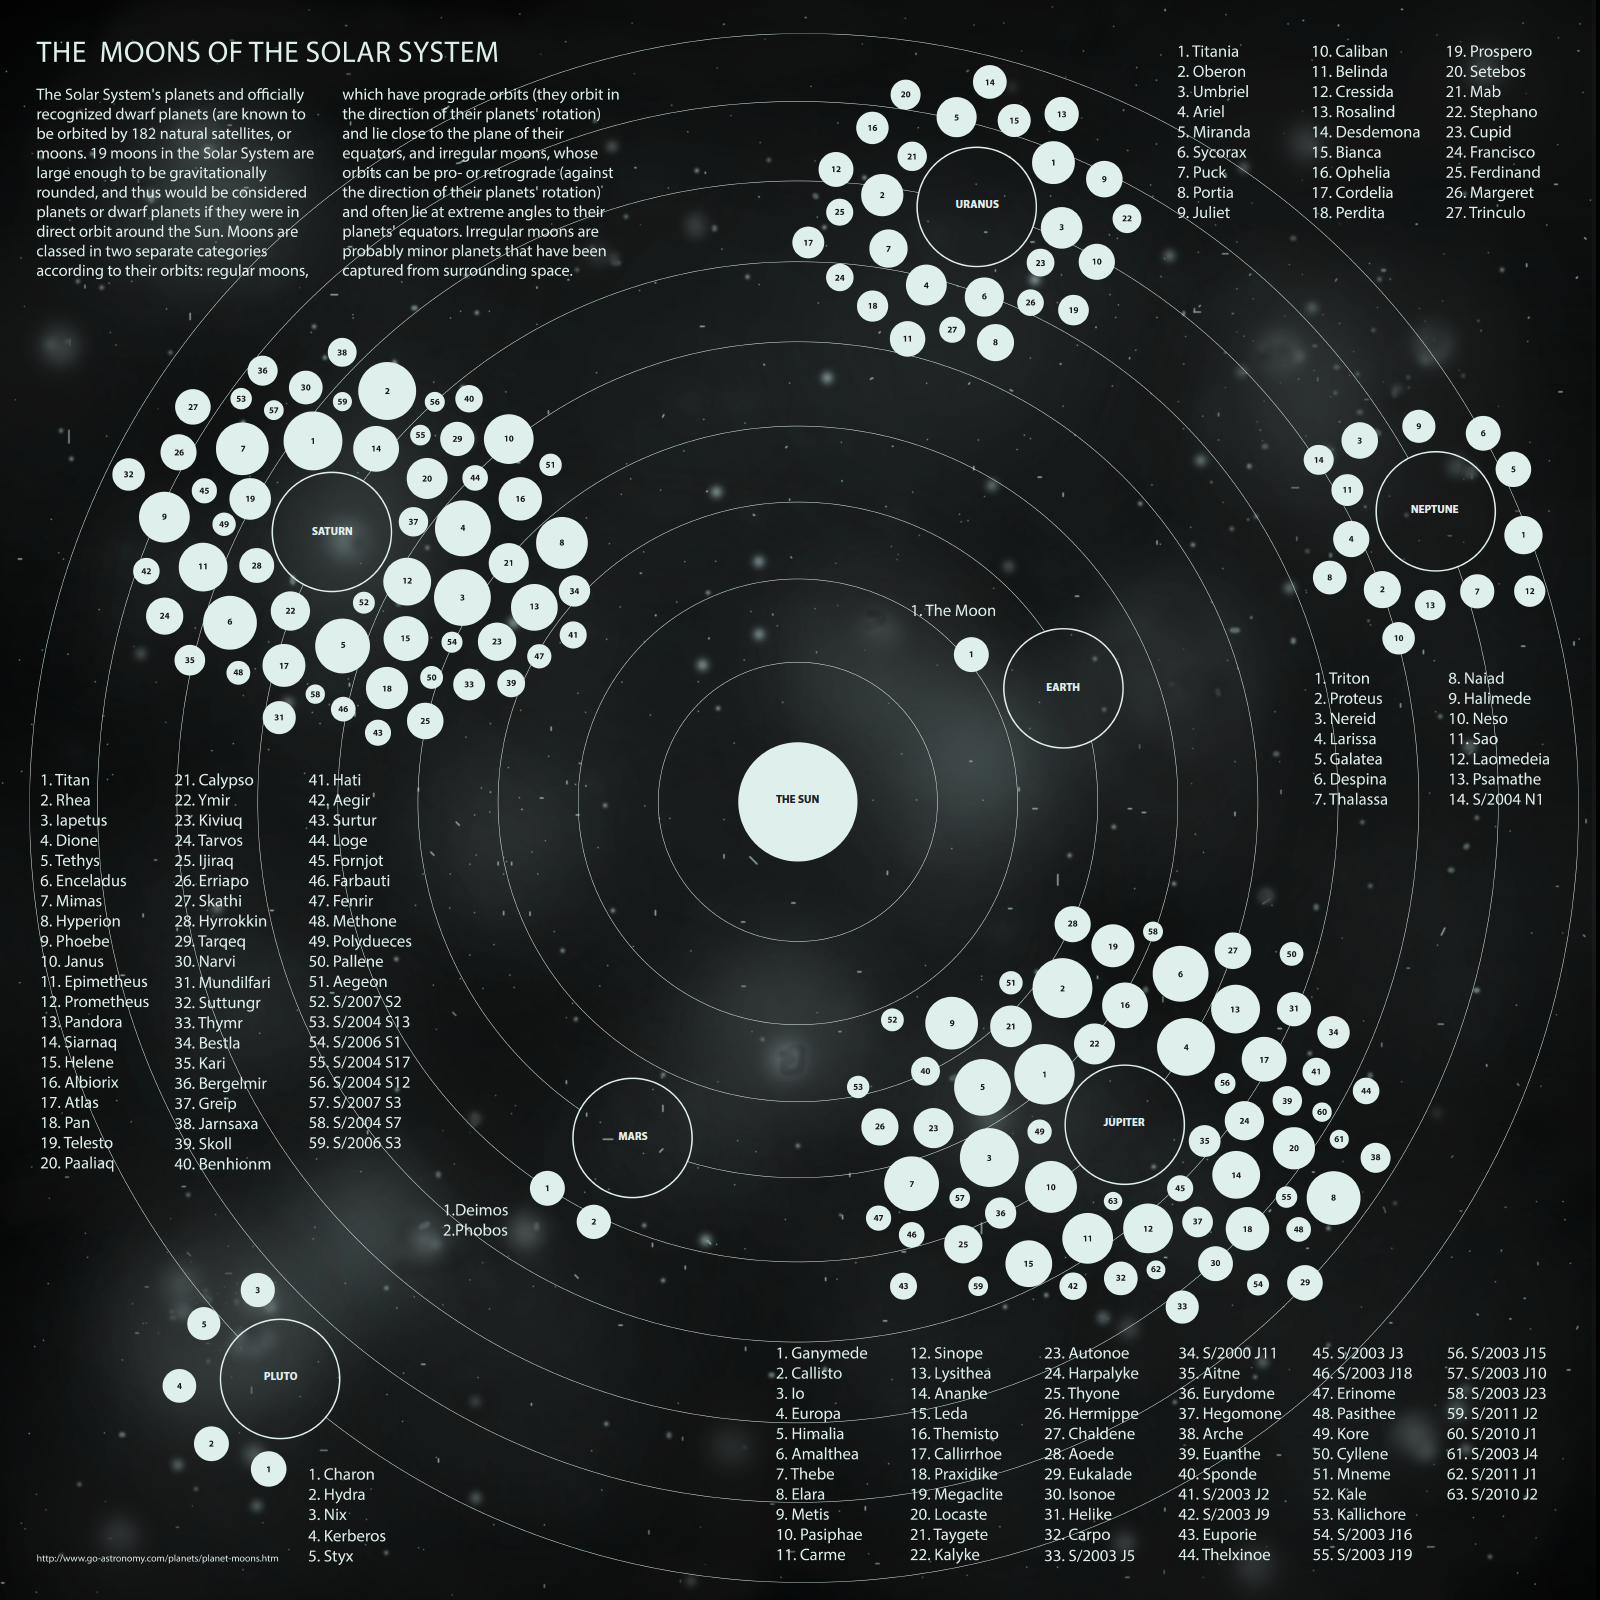 THE  MOONS OF THE SOLAR SYSTEM
The Solar System's planets and officially
recognized dwarf planets (are known to
be orbited by 182 natural satellites, or
moons. 19 moons in the Solar System are
large enough to be gravitationally
rounded, and thus would be considered
planets or dwarf planets if they were in
direct orbit around the Sun. Moons are
classed in two separate categories
according to their orbits: regular moons,
which have prograde orbits (they orbit in
the direction of their planets' rotation)
and lie close to the plane of their
equators, and irregular moons, whose
orbits can be pro- or retrograde (against
the direction of their planets' rotation)
and often lie at extreme angles to their
planets' equators. Irregular moons are
probably minor planets that have been
captured from surrounding space.
URANUS
1. Titania
2. Oberon
3. Umbriel
4. Ariel
5. Miranda
6. Sycorax
7. Puck
8. Portia
9. Juliet
10. Caliban
11. Belinda
12. Cressida
13. Rosalind
14. Desdemona
15. Bianca
16. Ophelia
17. Cordelia
18. Perdita
19. Prospero
20. Setebos
21. Mab
22. Stephano
23. Cupid
24. Francisco
25. Ferdinand
26. Margeret
27. Trinculo
SATURN
1. Titan
2. Rhea
3. Iapetus
4. Dione
5. Tethys
6. Enceladus
7. Mimas
8. Hyperion
9. Phoebe
10. Janus
11. Epimetheus
12. Prometheus
13. Pandora
14. Siarnaq
15. Helene
16. Albiorix
17. Atlas
18. Pan
19. Telesto
20. Paaliaq
21. Calypso
22. Ymir
23. Kiviuq
24. Tarvos
25. Ijiraq
26. Erriapo
27. Skathi
28. Hyrrokkin
29. Tarqeq
30. Narvi
31. Mundilfari
32. Suttungr
33. Thymr
34. Bestla
35. Kari
36. Bergelmir
37. Greip
38. Jarnsaxa
39. Skoll
40. Benhionm
41. Hati
42. Aegir
43. Surtur
44. Loge
45. Fornjot
46. Farbauti
47. Fenrir
48. Methone
49. Polydueces
50. Pallene
51. Aegeon
52. S/2007 S2
53. S/2004 S13
54. S/2006 S1
55. S/2004 S17
56. S/2004 S12
57. S/2007 S3
58. S/2004 S7
59. S/2006 S3
NEPTUNE
1. Triton
2. Proteus
3. Nereid
4. Larissa
5. Galatea
6. Despina
7. Thalassa
8. Naiad
9. Halimede
10. Neso
11. Sao
12. Laomedeia
13. Psamathe
14. S/2004 N1
1. The Moon
1
EARTH
THE SUN
MARS
1
2
1.Deimos
2.Phobos
JUPITER
1. Ganymede
2. Callisto
3. Io
4. Europa
5. Himalia
6. Amalthea
7. Thebe
8. Elara
9. Metis
10. Pasiphae
11. Carme
12. Sinope
13. Lysithea
14. Ananke
15. Leda
16. Themisto
17. Callirrhoe
18. Praxidike
19. Megaclite
20. Locaste
21. Taygete
22. Kalyke
23. Autonoe
24. Harpalyke
25. Thyone
26. Hermippe
27. Chaldene
28. Aoede
29. Eukalade
30. Isonoe
31. Helike
32. Carpo
33. S/2003 J5
34. S/2000 J11
35. Aitne
36. Eurydome
37. Hegomone
38. Arche
39. Euanthe
40. Sponde
41. S/2003 J2
42. S/2003 J9
43. Euporie
44. Thelxinoe
45. S/2003 J3
46. S/2003 J18
47. Erinome
48. Pasithee
49. Kore
50. Cyllene
51. Mneme
52. Kale
53. Kallichore
54. S/2003 J16
55. S/2003 J19
56. S/2003 J15
57. S/2003 J10
58. S/2003 J23
59. S/2011 J2
60. S/2010 J1
61. S/2003 J4
62. S/2011 J1
63. S/2010 J2
3
5
PLUTO
4
2
1
1. Charon
2. Hydra
3. Nix
4. Kerberos
5. Styx
http://www.go-astronomy.com/planets/planet-moons.htm